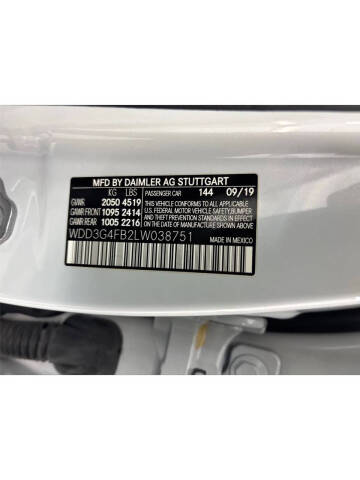 MFD BY DAIMLER AG STUTTGART
KG LBS PASSENGER CAR 144 09/19
GVWR 2050 4519 THIS VEHICLE CONFORMS TO ALL APPLICABLE
GAWR FRONT 1095 2414 U.S. FEDERAL MOTOR VEHICLE SAFETY, BUMPER
GAWR REAR 1005 2216 AND THEFT PREVENTION STANDARDS IN EFFECT
ON THE DATE OF MANUFACTURE SHOWN ABOVE
WDD3G4FB2LW038751 MADE IN MEXICO